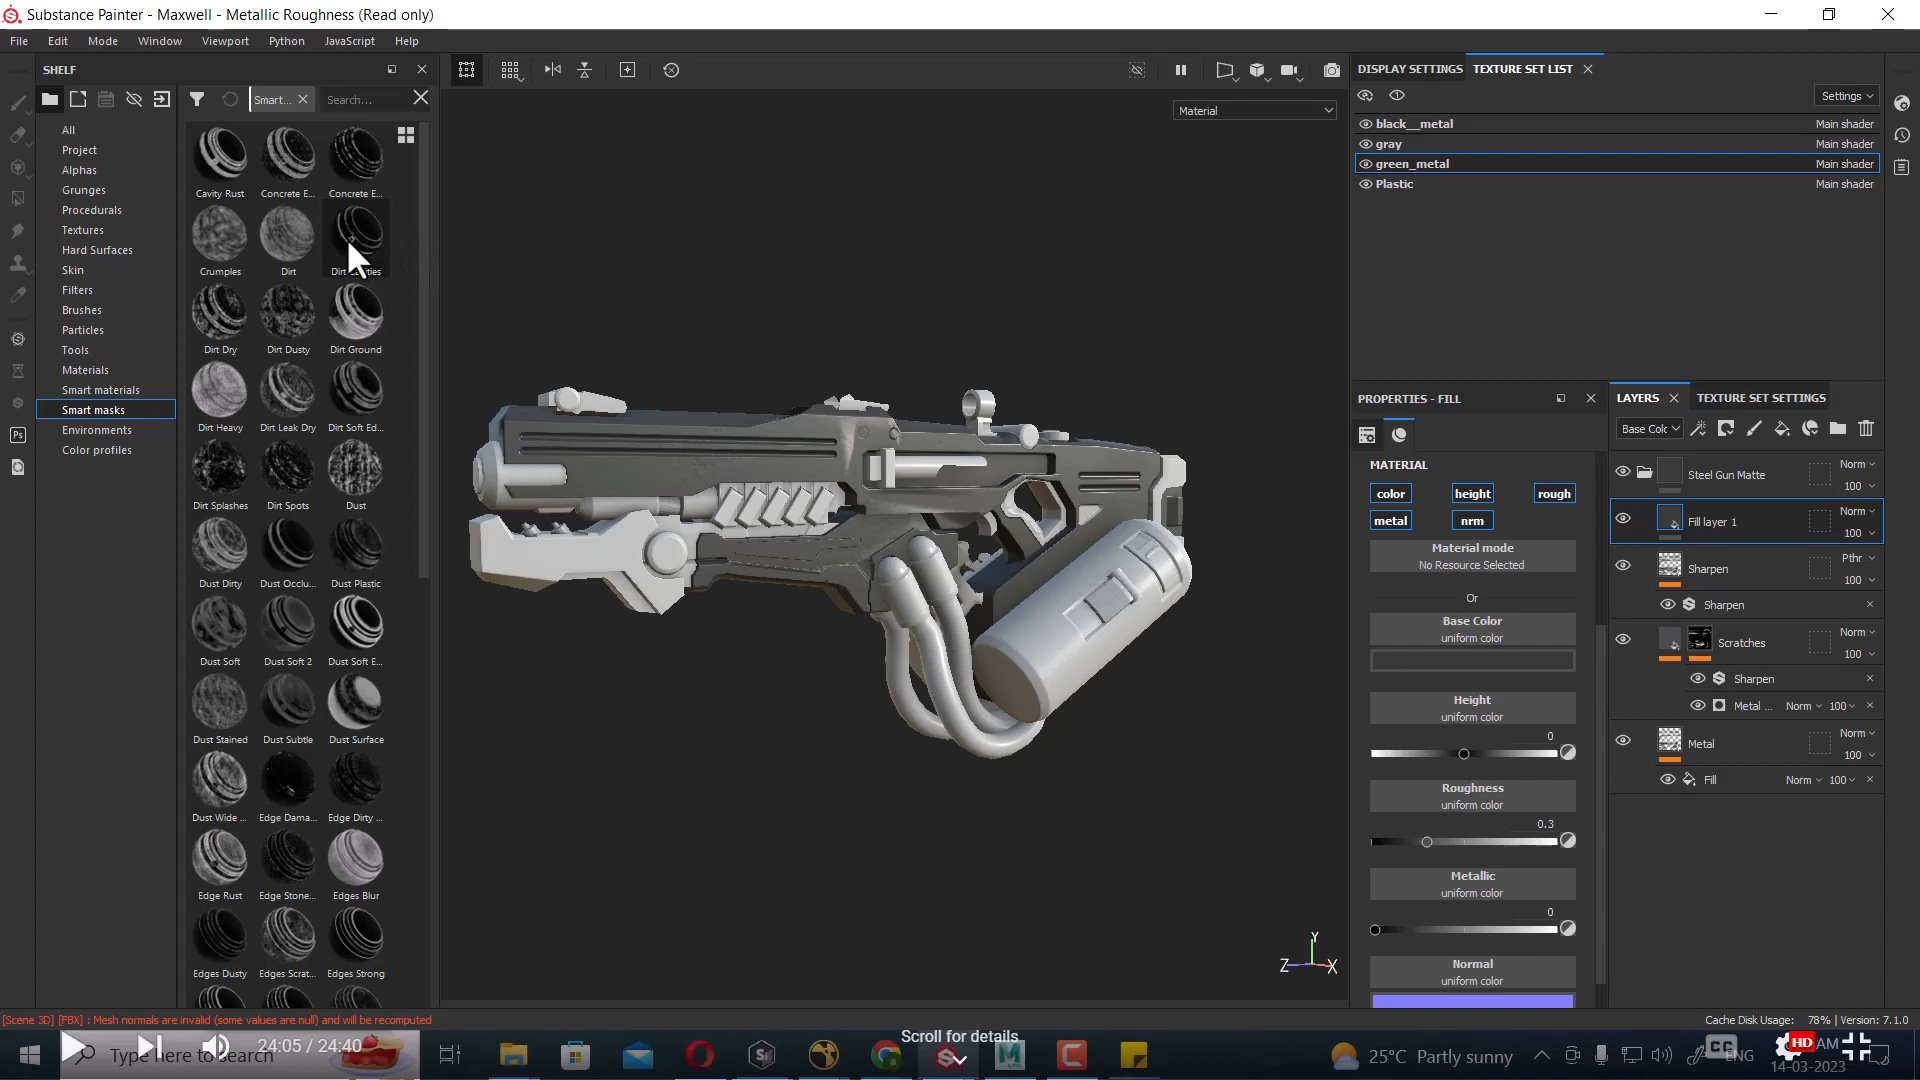 Substance Painter - Maxwell - Metallic Roughness (Read only)
File Edit Mode Window Viewport Python JavaScript Help
SHELF
Smart... Search...
All
Project
Alphas
Grunges
Procedurals
Textures
Hard Surfaces
Skin
Filters
Brushes
Particles
Tools
Materials
Smart materials
Smart masks
Environments
Color profiles
Ps
Cavity Rust Concrete E... Concrete E...
Crumples Dirt Dirt
Dirt Dry Dirt Dusty Dirt Ground
Dirt Heavy Dirt Leak Dry Dirt Soft Ed...
Dirt Splashes Dirt Spots Dust
Dust Dirty Dust Occlu... Dust Plastic
Dust Soft Dust Soft 2 Dust Soft E...
Dust Stained Dust Subtle Dust Surface
Dust Wide ... Edge Dama... Edge Dirty ...
Edge Rust Edge Stone... Edges Blur
Edges Dusty Edges Scrat... Edges Strong
Material
Y
Z X
DISPLAY SETTINGS TEXTURE SET LIST
Settings
black__metal Main shader
gray Main shader
green_metal Main shader
Plastic Main shader
PROPERTIES - FILL
MATERIAL
color height rough
metal nrm
Material mode
No Resource Selected
Or
Base Color
uniform color
Height
uniform color
0
Roughness
uniform color
0.3
Metallic
uniform color
0
Normal
uniform color
LAYERS TEXTURE SET SETTINGS
Base Colc
Steel Gun Matte Norm 100
Fill layer 1 Norm 100
Sharpen Pthr 100
Sharpen
Scratches Norm 100
Sharpen
Metal ... Norm 100
Metal Norm 100
Fill Norm 100
[Scene 3D] [FBX] : Mesh normals are invalid (some values are null) and will be recomputed
Cache Disk Usage: 78% | Version: 7.1.0
Type here to search
24:05 / 24:40
Scroll for details
25°C Partly sunny
CC
ENG
HD
AM
14-03-2023